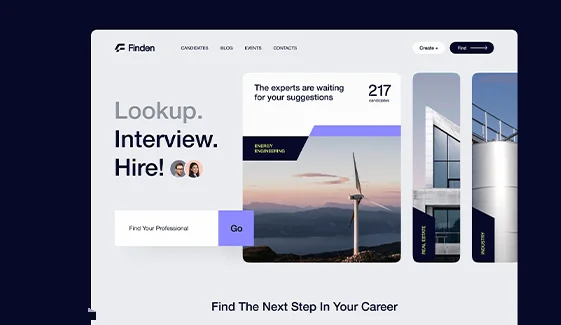 Finden
CANDIDATES
BLOG
EVENTS
CONTACTS
Create +
Find
Lookup.
Interview.
Hire!
Find Your Professional
Go
The experts are waiting
for your suggestions
217
candidates
ENERGY
ENGINEERING
REAL ESTATE
INDUSTRY
Find The Next Step In Your Career